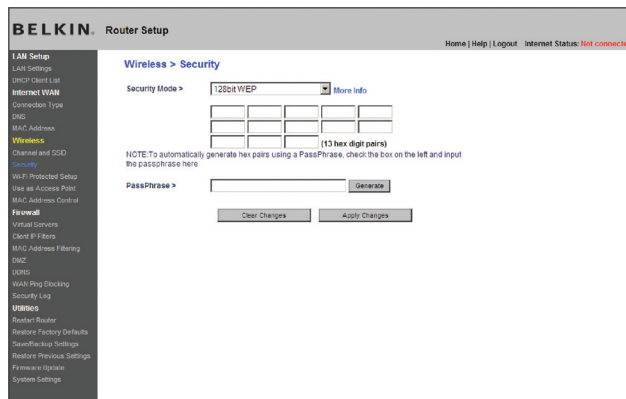 BELKIN. Router Setup
Home | Help | Logout Internet Status: Not connected
LAN Setup
LAN Settings
DHCP Client List
Internet WAN
Connection Type
DNS
MAC Address
Wireless
Channel and SSID
Security
Wi-Fi Protected Setup
Use as Access Point
MAC Address Control
Firewall
Virtual Servers
Client IP Filters
MAC Address Filtering
DMZ
DDNS
WAN Ping Blocking
Security Log
Utilities
Restart Router
Restore Factory Defaults
Save/Backup Settings
Restore Previous Settings
Firmware Update
System Settings
Wireless > Security
Security Mode > 128bit WEP More Info
(13 hex digit pairs)
NOTE:To automatically generate hex pairs using a PassPhrase, check the box on the left and input
the passphrase here
PassPhrase > Generate
Clear Changes Apply Changes